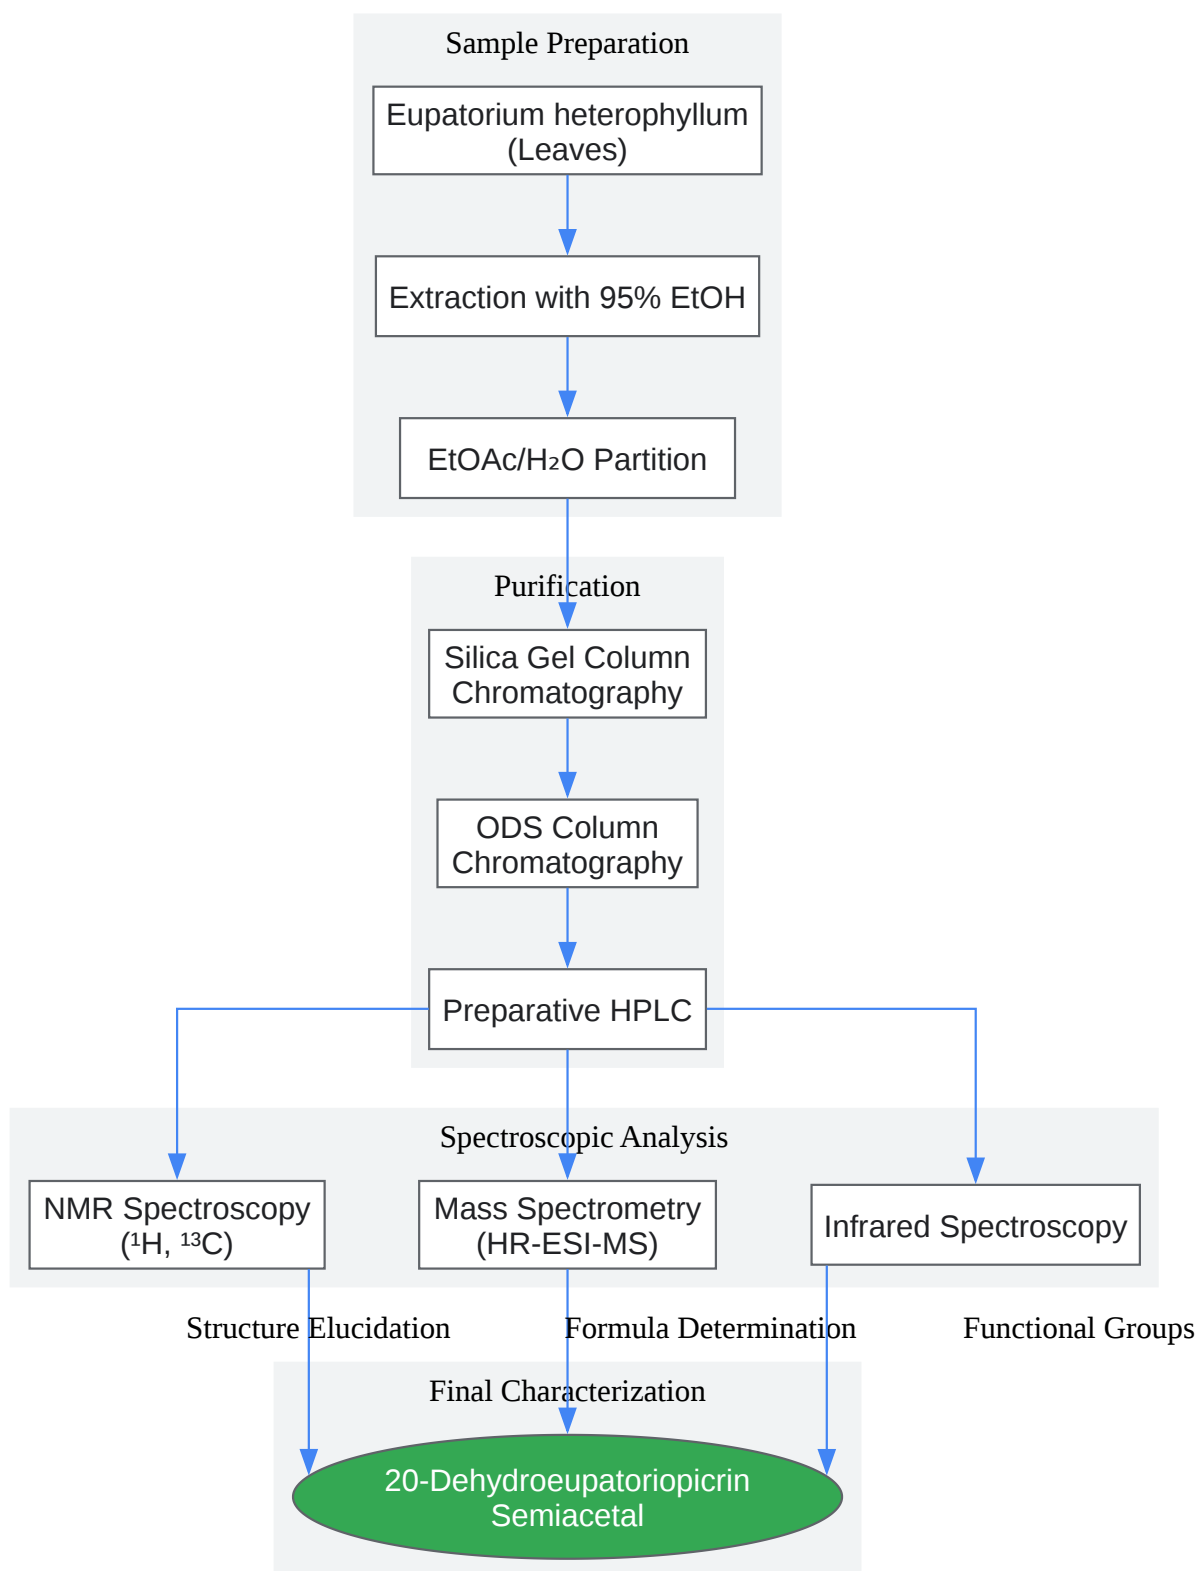 Sample Preparation
Eupatorium heterophyllum
(Leaves)
Extraction with 95% EtOH
EtOAc/H₂O Partition
Purification
Silica Gel Column
Chromatography
ODS Column
Chromatography
Preparative HPLC
Spectroscopic Analysis
NMR Spectroscopy
(¹H, ¹³C)
Mass Spectrometry
(HR-ESI-MS)
Infrared Spectroscopy
Structure Elucidation
Formula Determination
Functional Groups
Final Characterization
20-Dehydroeupatoriopicrin
Semiacetal